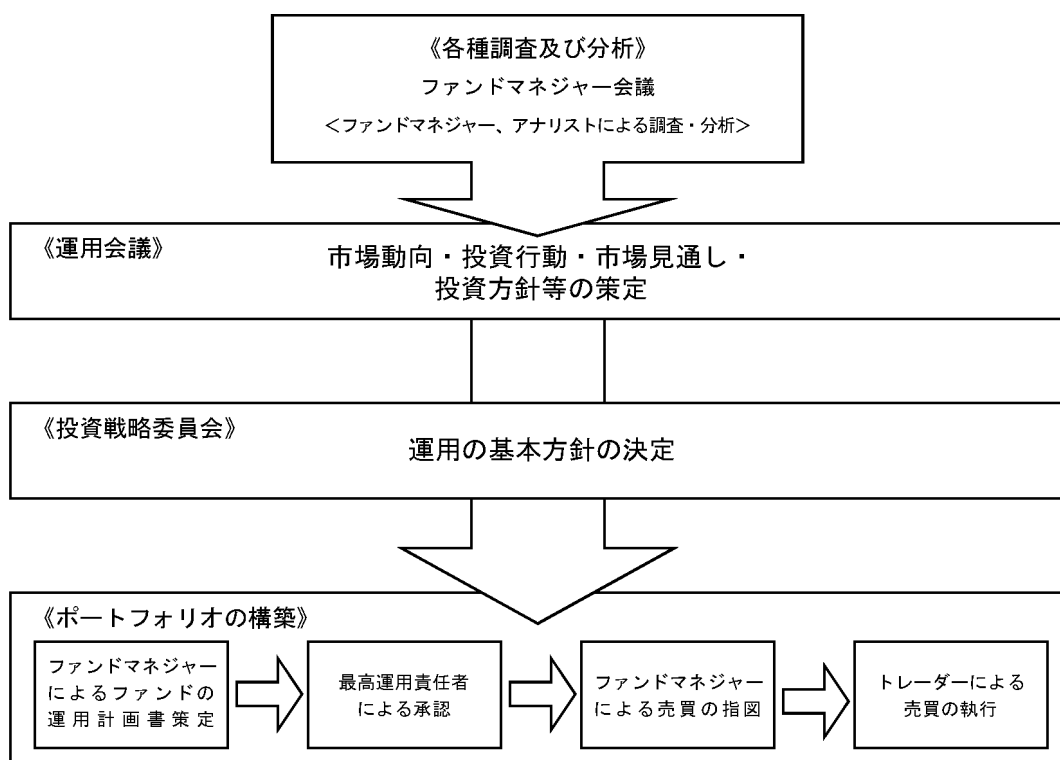 《各種調査及び分析》
ファンドマネジャー会議
＜ファンドマネジャー、アナリストによる調査・分析＞
《運用会議》
市場動向・投資行動・市場見通し・
投資方針等の策定
《投資戦略委員会》
運用の基本方針の決定
《ポートフォリオの構築》
ファンドマネジャー
によるファンドの
運用計画書策定
最高運用責任者
による承認
ファンドマネジャー
による売買の指図
トレーダーによる
売買の執行